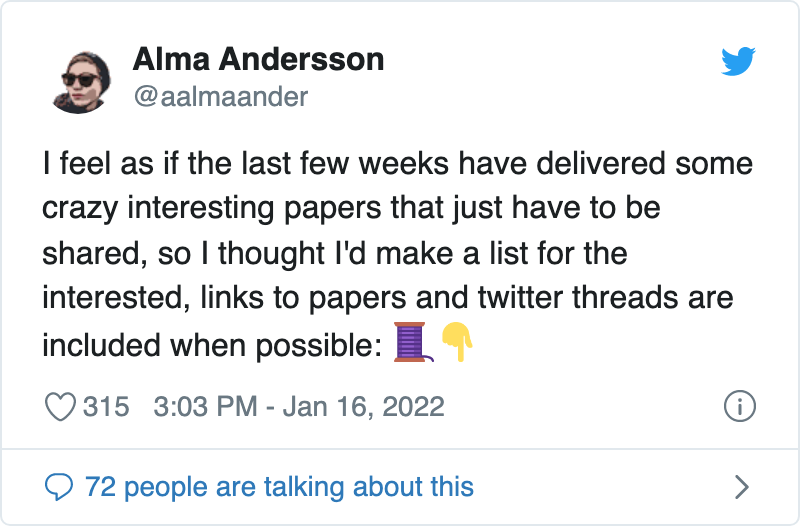 Alma Andersson
@aalmaander
I feel as if the last few weeks have delivered some
crazy interesting papers that just have to be
shared, so I thought I'd make a list for the
interested, links to papers and twitter threads are
included when possible: 🧵👇
315 3:03 PM - Jan 16, 2022
72 people are talking about this